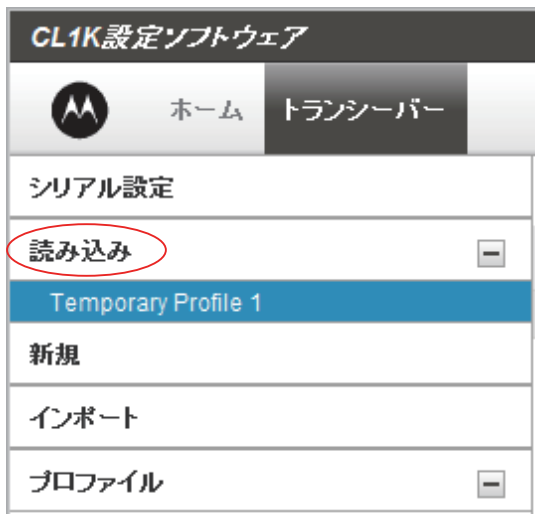 CL1K設定ソフトウェア
ホーム トランシーバー
シリアル設定
読み込み
Temporary Profile 1
新規
インポート
プロファイル